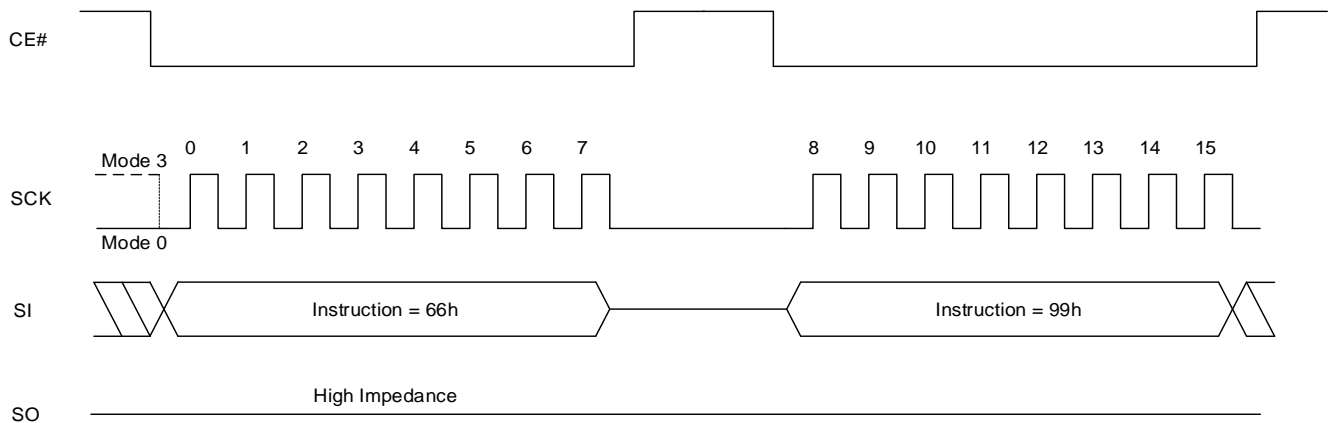 CE#
0 1 2 3 4 5 6 7 8 9 10 11 12 13 14 15
Mode 3
SCK
Mode 0
SI
Instruction = 66h
Instruction = 99h
High Impedance
SO